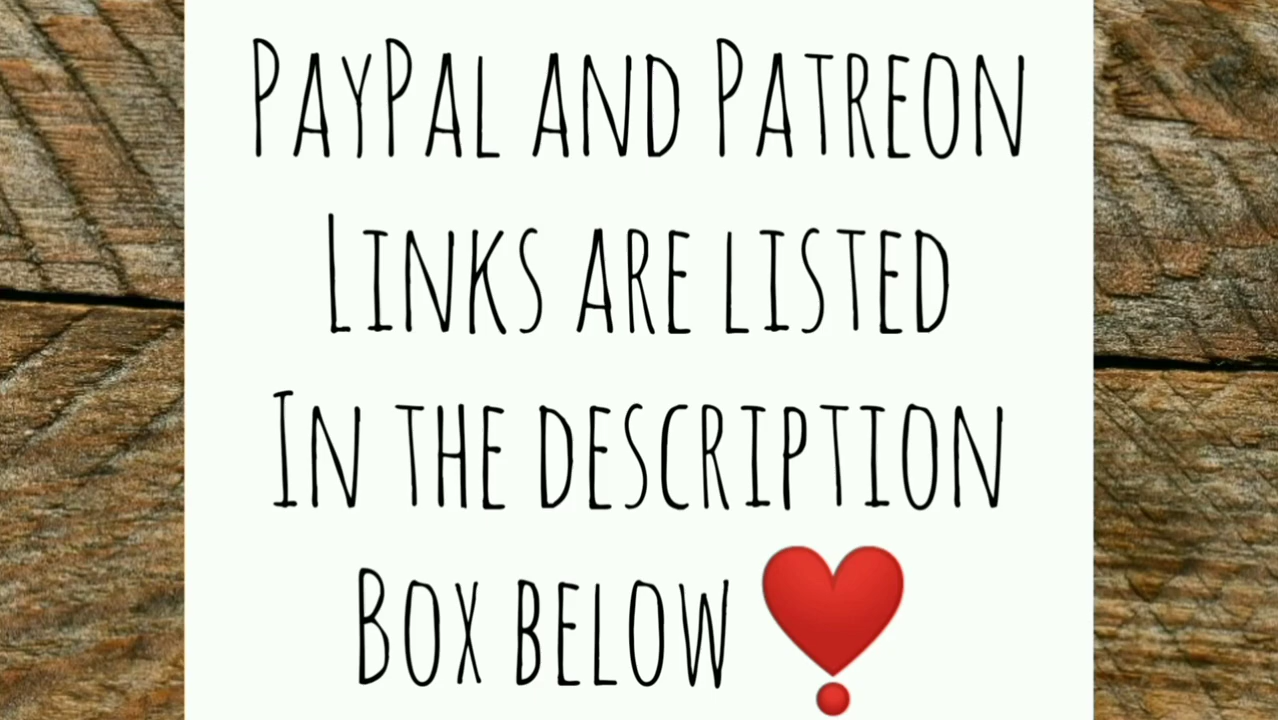 PayPal and Patreon
Links are listed
In the description
Box below ❣